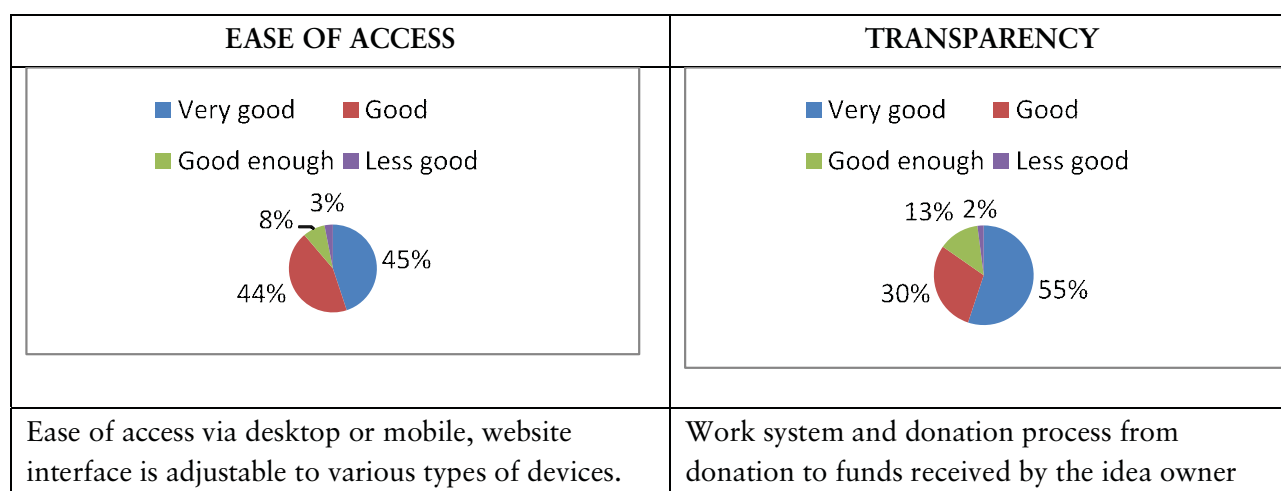 EASE OF ACCESS
TRANSPARENCY
Very good Good
Good enough Less good
3%
8%
45%
44%
Very good Good
Good enough Less good
13% 2%
30%
55%
Ease of access via desktop or mobile, website
interface is adjustable to various types of devices.
Work system and donation process from
donation to funds received by the idea owner